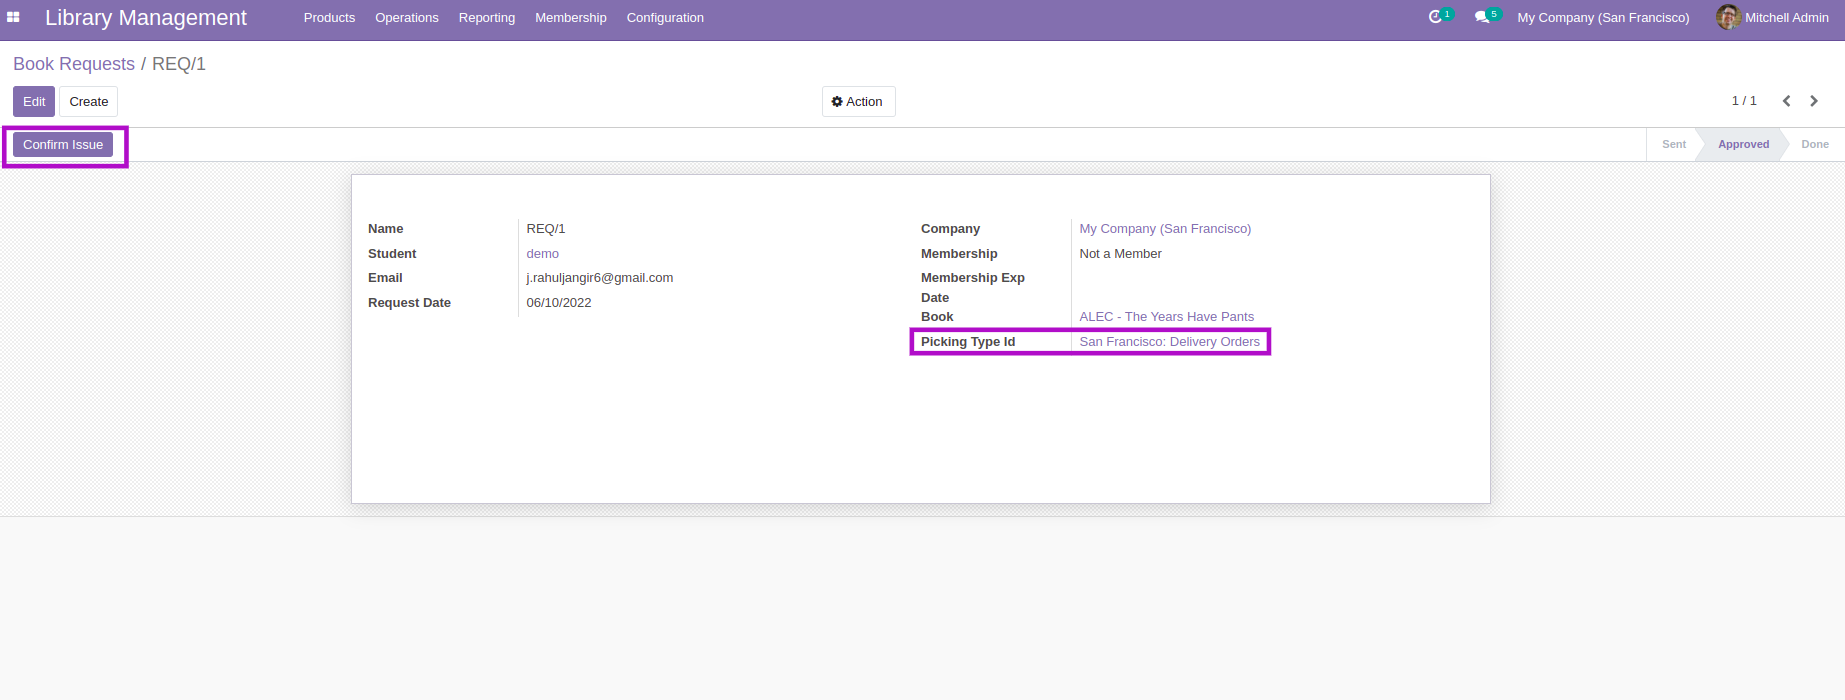 Library Management Products Operations Reporting Membership Configuration 1 5 My Company (San Francisco) Mitchell Admin
Book Requests / REQ/1
Edit Create Action 1 / 1
Confirm Issue Sent Approved Done
Name REQ/1
Student demo
Email j.rahuljangir6@gmail.com
Request Date 06/10/2022
Company My Company (San Francisco)
Membership Not a Member
Membership Exp
Date
Book ALEC - The Years Have Pants
Picking Type Id San Francisco: Delivery Orders